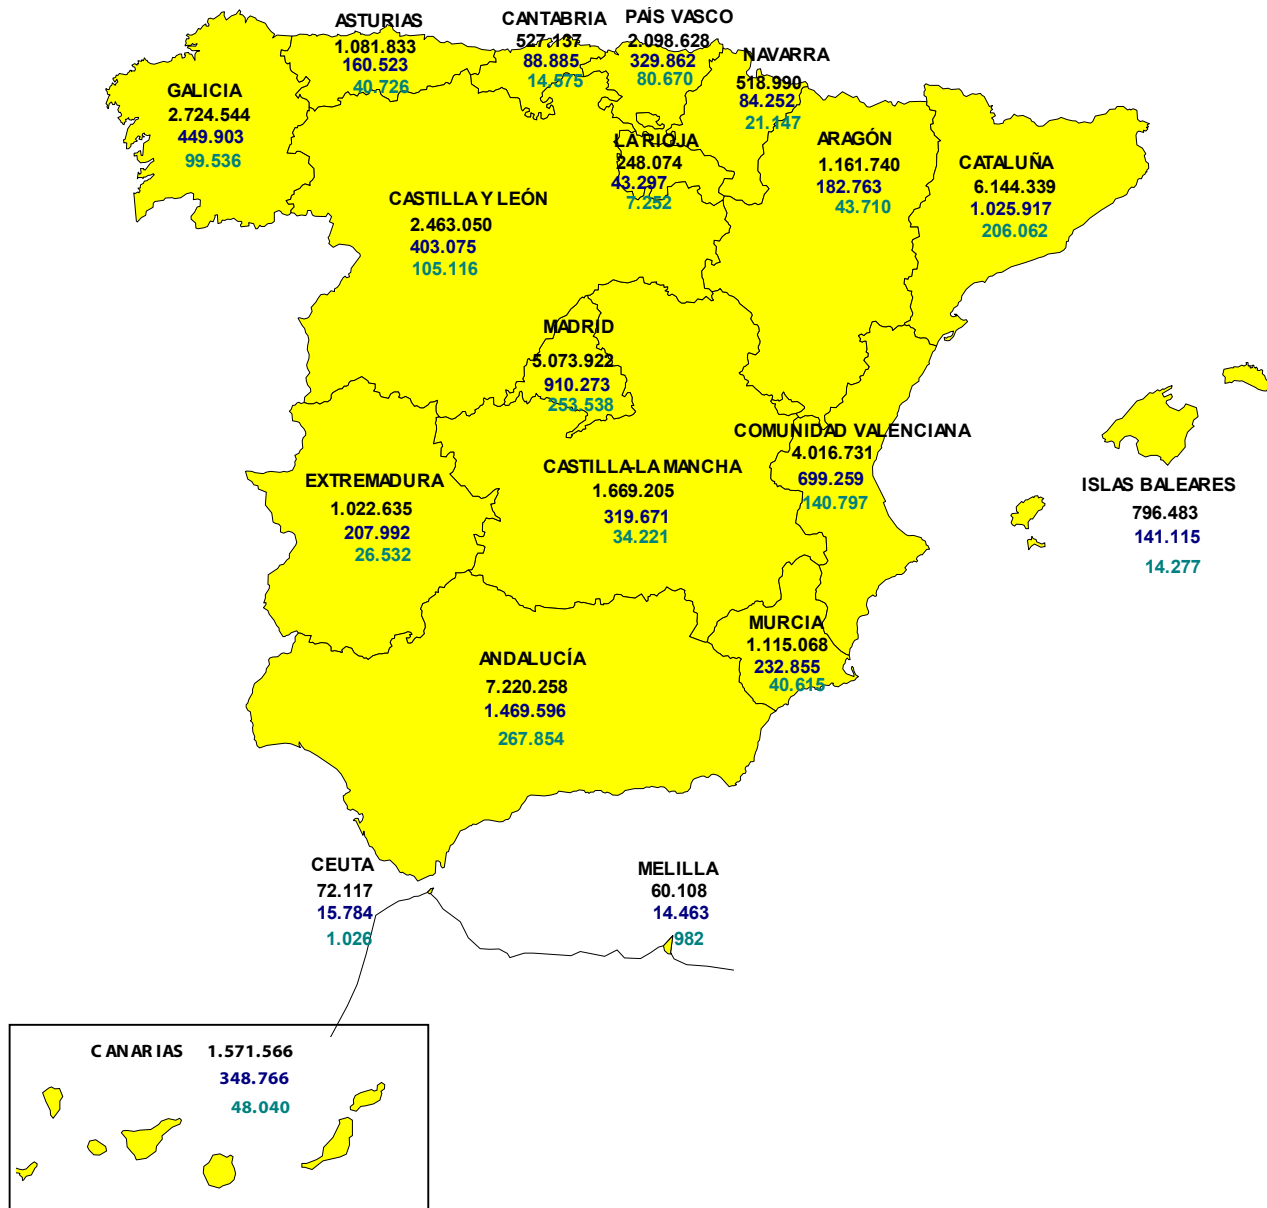 ASTURIAS
1.081.833
160.523
40.726
CANTABRIA
527.137
88.885
14.575
PAÍS VASCO
2.098.628
329.862
80.670
NAVARRA
518.990
84.252
21.147
GALICIA
2.724.544
449.903
99.536
LA RIOJA
248.074
43.297
7.252
ARAGÓN
1.161.740
182.763
43.710
CATALUÑA
6.144.339
1.025.917
206.062
CASTILLA Y LEÓN
2.463.050
403.075
105.116
MADRID
5.073.922
910.273
253.538
COMUNIDAD VALENCIANA
4.016.731
699.259
140.797
EXTREMADURA
1.022.635
207.992
26.532
CASTILLA-LA MANCHA
1.669.205
319.671
34.221
ISLAS BALEARES
796.483
141.115
14.277
MURCIA
1.115.068
232.855
40.615
ANDALUCÍA
7.220.258
1.469.596
267.854
CEUTA
72.117
15.784
1.026
MELILLA
60.108
14.463
982
CANARIAS 1.571.566
348.766
48.040